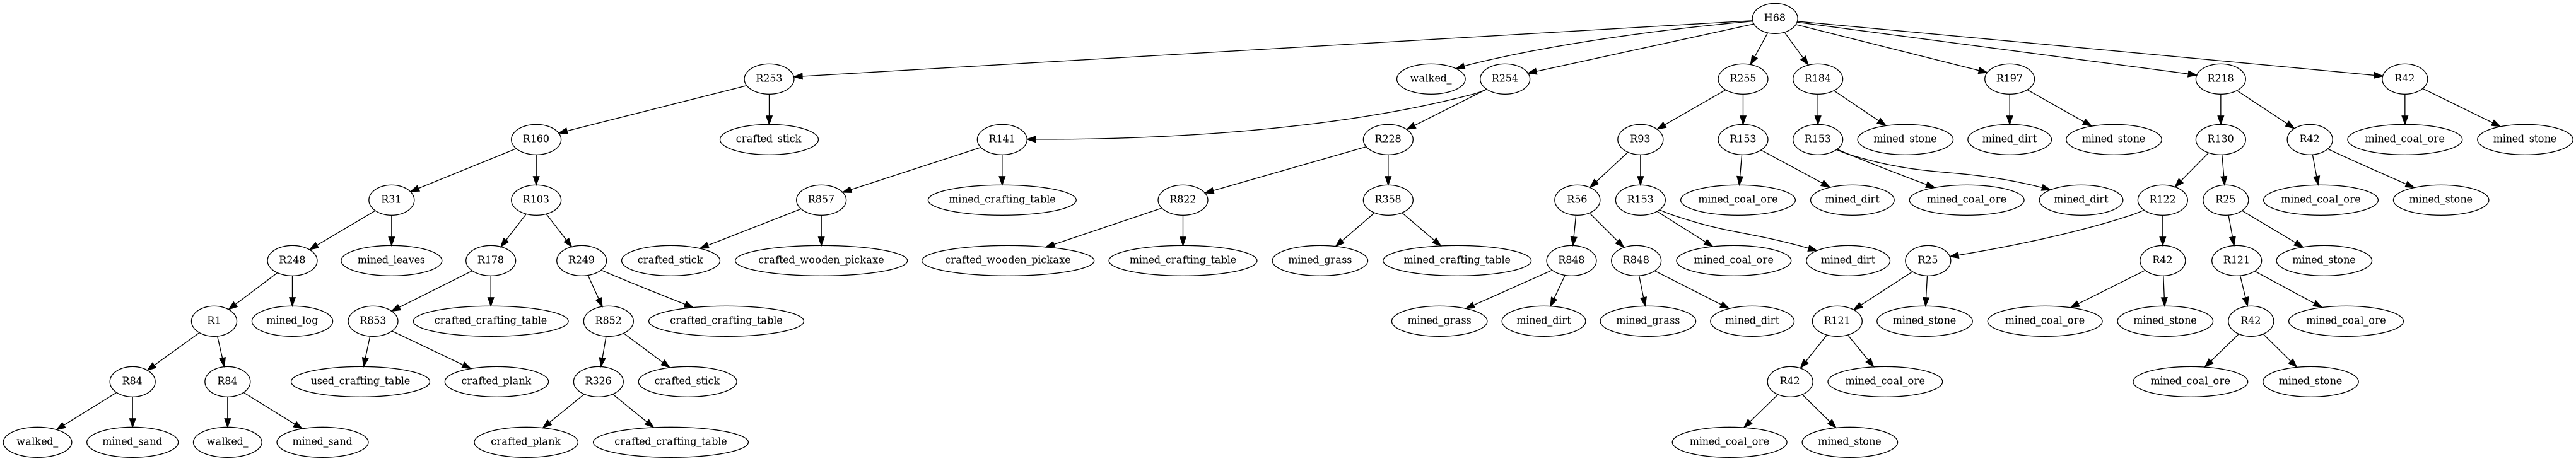 H68
R253
walked_
R254
R255
R184
R197
R218
R42
R160
crafted_stick
R141
R228
R93
R153
R153
mined_stone
mined_dirt
mined_stone
R130
R42
mined_coal_ore
mined_stone
R31
R103
R857
mined_crafting_table
R822
R358
R56
R153
mined_coal_ore
mined_dirt
mined_coal_ore
mined_dirt
R122
R25
mined_coal_ore
mined_stone
R248
mined_leaves
R178
R249
crafted_stick
crafted_wooden_pickaxe
crafted_wooden_pickaxe
mined_crafting_table
mined_grass
mined_crafting_table
R848
R848
mined_coal_ore
mined_dirt
R25
R42
R121
mined_stone
R1
mined_log
R853
crafted_crafting_table
R852
crafted_crafting_table
mined_grass
mined_dirt
mined_grass
mined_dirt
R121
mined_stone
mined_coal_ore
mined_stone
R42
mined_coal_ore
R84
R84
used_crafting_table
crafted_plank
R326
crafted_stick
R42
mined_coal_ore
mined_coal_ore
mined_stone
walked_
mined_sand
walked_
mined_sand
crafted_plank
crafted_crafting_table
mined_coal_ore
mined_stone